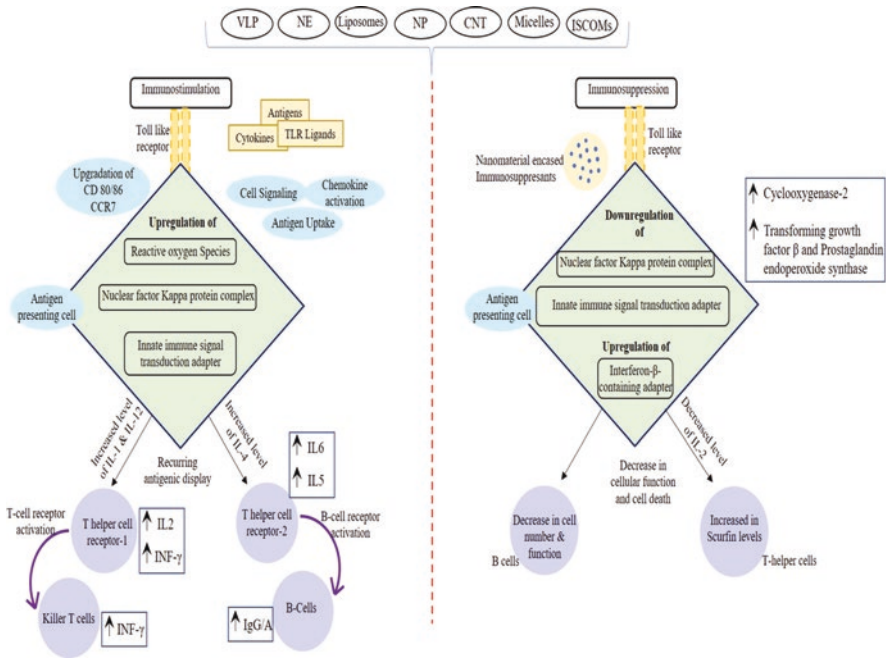 VLP
NE
Liposomes
NP
CNT
Micelles
ISCOMs
Immunostimulation
Toll like
receptor
Antigens
Cytokines
TLR Ligands
Upgradation of
CD 80/86
CCR7
Cell Signaling
Chemokine
activation
Antigen Uptake
Upregulation of
Reactive oxygen Species
Nuclear factor Kappa protein complex
Antigen
presenting cell
Innate immune signal
transduction adapter
Increased level
of IL-1 & IL-12
Increased level
of IL-4
Recurring
antigenic display
IL6
IL5
T-cell receptor
activation
T helper cell
receptor-1
IL2
INF-γ
T helper cell
receptor-2
B-cell receptor
activation
Killer T cells
INF-γ
IgG/A
B-Cells
Immunosuppression
Toll like
receptor
Nanomaterial encased
Immunosuppresants
Cyclooxygenase-2
Transforming growth
factor β and Prostaglandin
endoperoxide synthase
Downregulation
of
Nuclear factor Kappa protein complex
Antigen
presenting cell
Innate immune signal transduction adapter
Upregulation of
Interferon-β-
containing adapter
Decreased level
of IL-2
Decrease in
cellular function
and cell death
Decrease in cell
number &
function
B cells
Increased in
Scurfin levels
T-helper cells